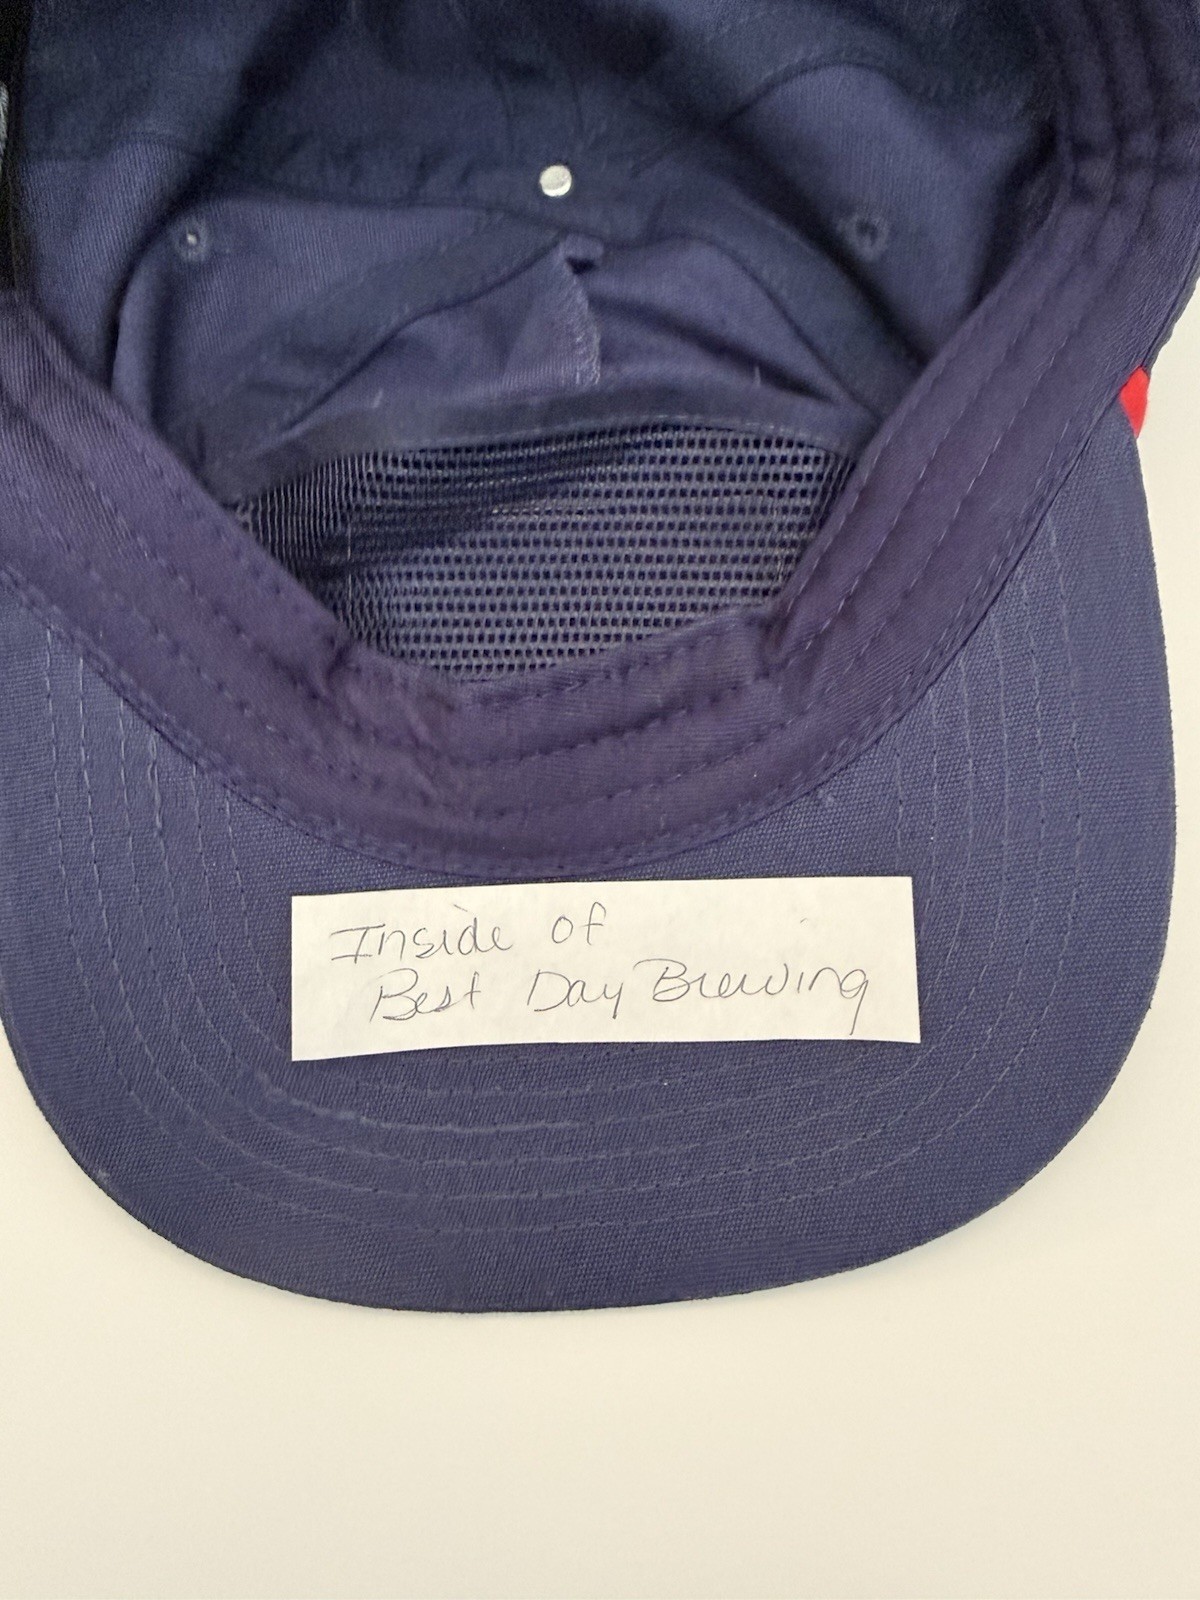 Inside of
Best Day Brewing